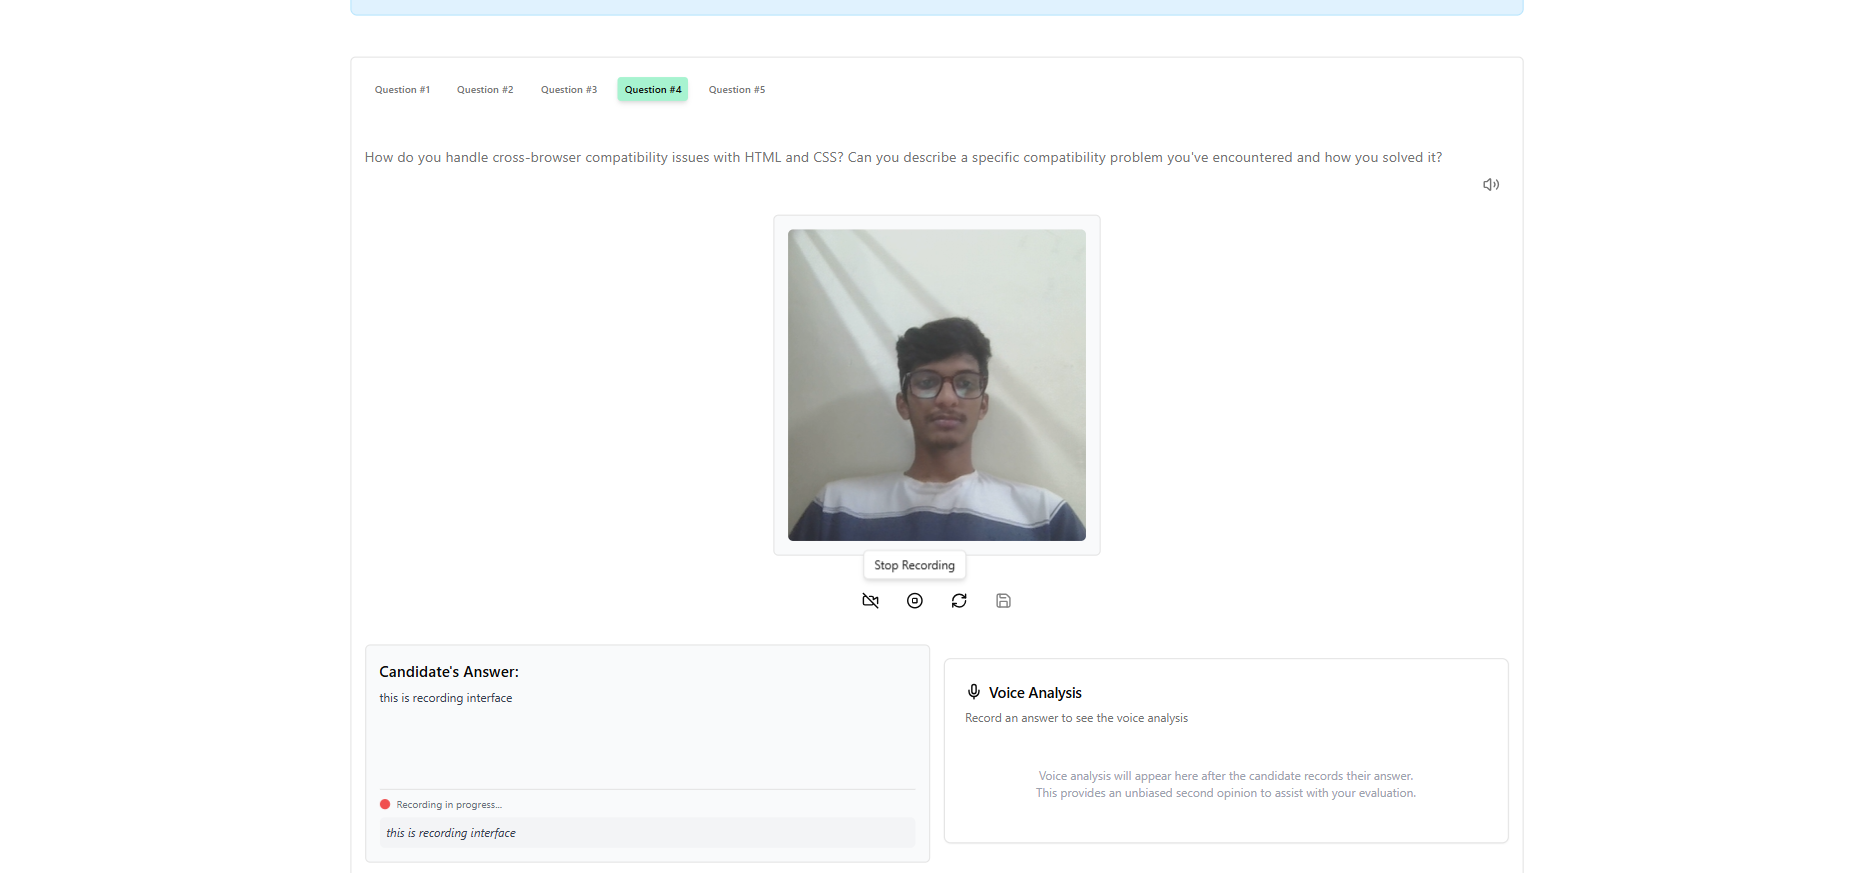 Question #1 Question #2 Question #3 Question #4 Question #5
How do you handle cross-browser compatibility issues with HTML and CSS? Can you describe a specific compatibility problem you've encountered and how you solved it?
Stop Recording
Candidate's Answer:
this is recording interface
Recording in progress...
this is recording interface
Voice Analysis
Record an answer to see the voice analysis
Voice analysis will appear here after the candidate records their answer.
This provides an unbiased second opinion to assist with your evaluation.